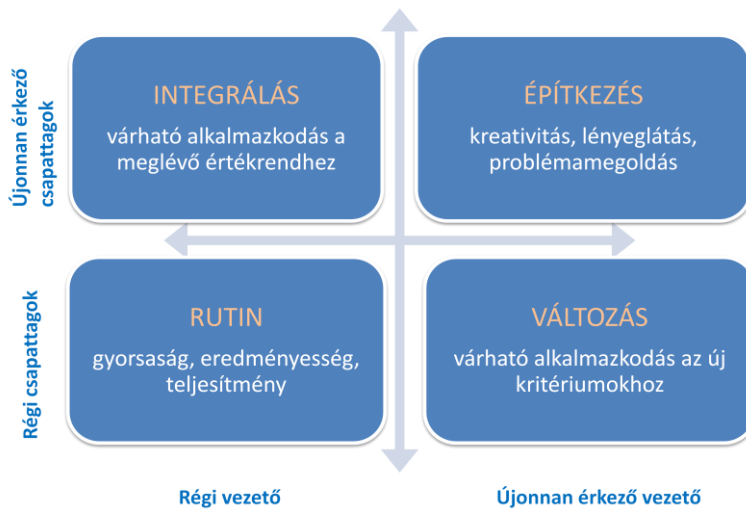 Újonnan érkező
csapattagok
INTEGRÁLÁS
várható alkalmazkodás a
meglévő értékrendhez
ÉPÍTKEZÉS
kreativitás, lényeglátás,
problémamegoldás
Régi csapattagok
RUTIN
gyorsaság, eredményesség,
teljesítmény
VÁLTOZÁS
várható alkalmazkodás az új
kritériumokhoz
Régi vezető
Újonnan érkező vezető